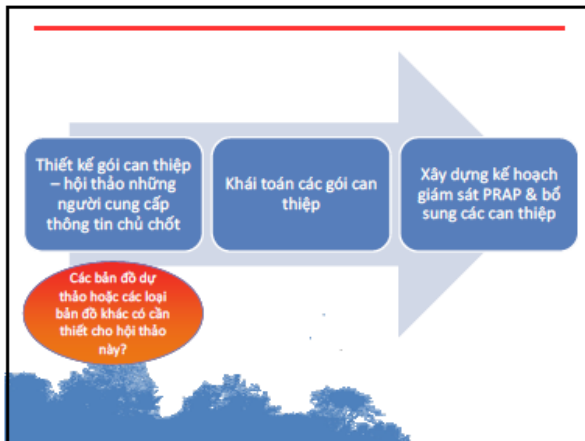 Thiết kế gói can thiệp
– hội thảo những
người cung cấp
thông tin chủ chốt
Khái toán các gói can
thiệp
Xây dựng kế hoạch
giám sát PRAP & bổ
sung các can thiệp
Các bản đồ dự
thảo hoặc các loại
bản đồ khác có cần
thiết cho hội thảo
này?